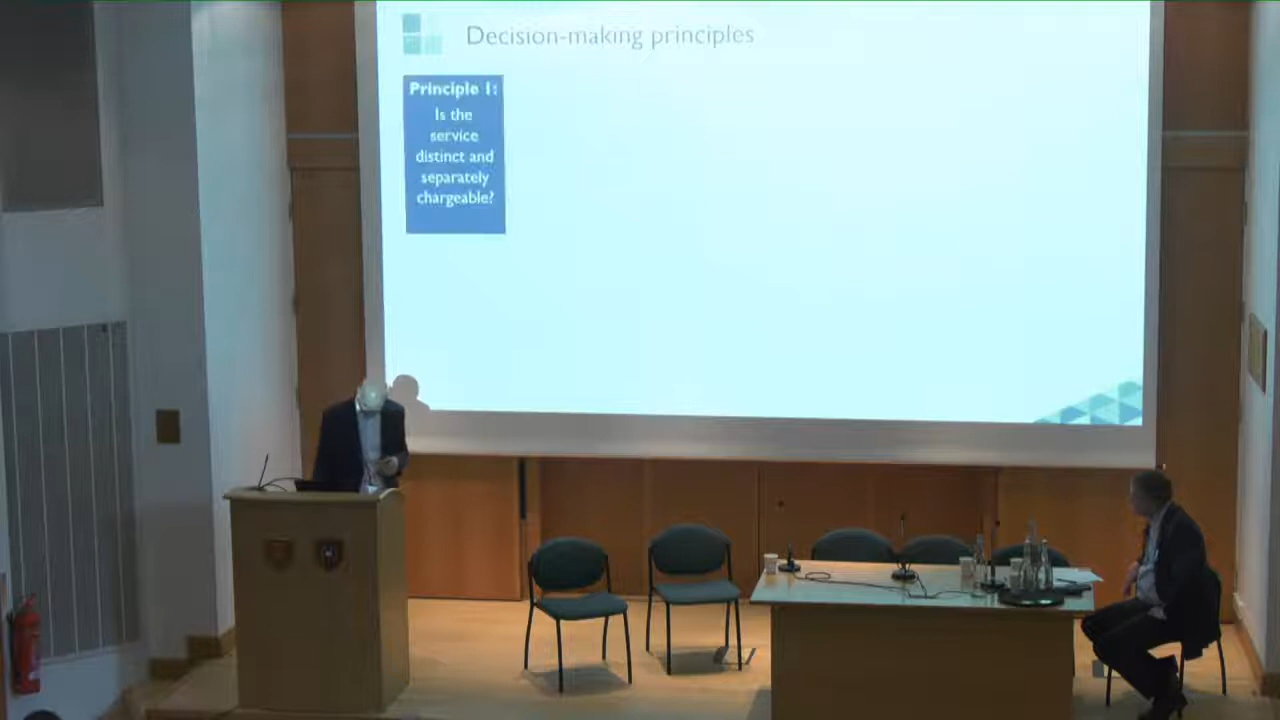 Decision-making principles
Principle 1:
Is the
service
distinct and
separately
chargeable?